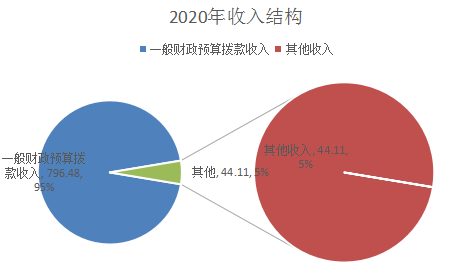 2020年收入结构
一般财政预算拨款收入 其他收入
一般财政预算拨
款收入, 796.48,
95%
其他, 44.11, 5%
其他收入, 44.11,
5%